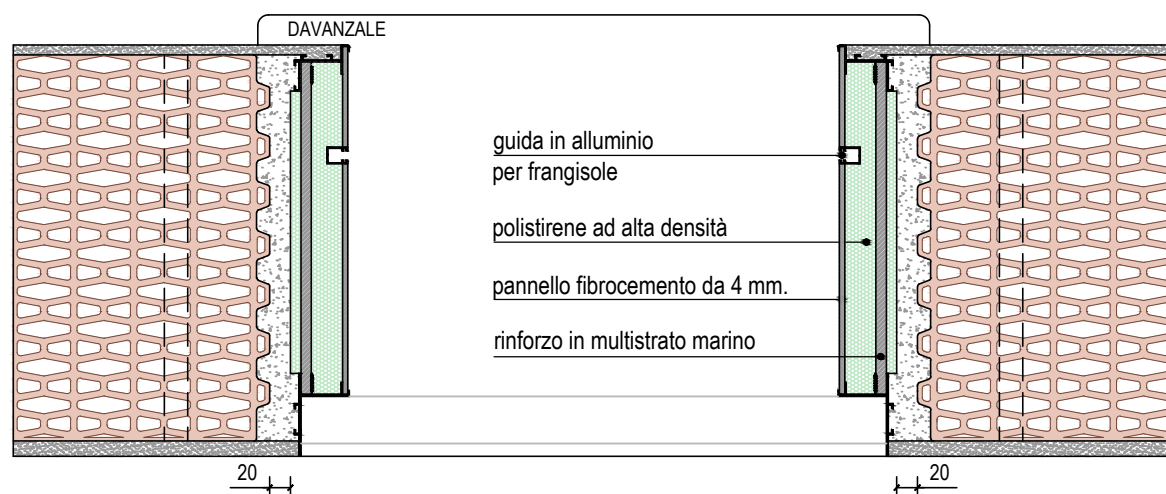 DAVANZALE
guida in alluminio
per frangisole
polistirene ad alta densità
pannello fibrocemento da 4 mm.
rinforzo in multistrato marino
20
20